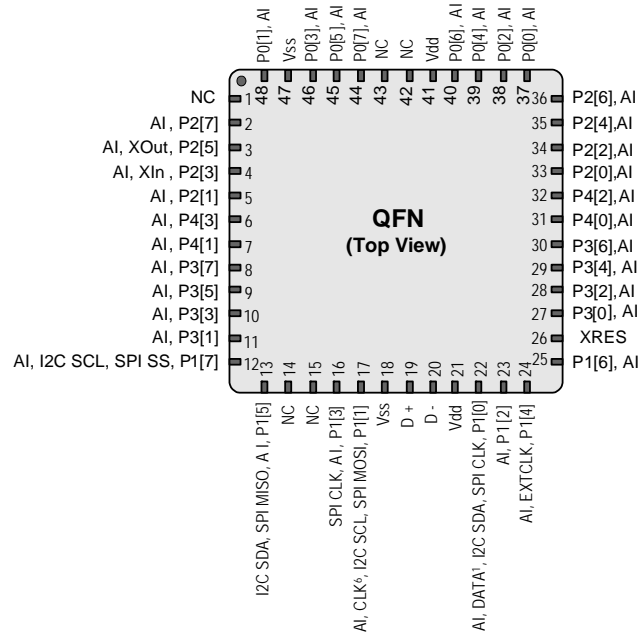 P0[1], AI
Vss
P0[3], AI
P0[5], AI
P0[7], AI
NC
NC
Vdd
P0[6], AI
P0[4], AI
P0[2], AI
P0[0], AI
48
47
46
45
44
43
42
41
40
39
38
37
NC 1
AI , P2[7] 2
AI, XOut, P2[5] 3
AI, XIn , P2[3] 4
AI , P2[1] 5
AI, P4[3] 6
AI, P4[1] 7
AI, P3[7] 8
AI, P3[5] 9
AI, P3[3] 10
AI, P3[1] 11
AI, I2C SCL, SPI SS, P1[7] 12
QFN
(Top View)
36 P2[6], AI
35 P2[4],AI
34 P2[2],AI
33 P2[0],AI
32 P4[2],AI
31 P4[0],AI
30 P3[6],AI
29 P3[4], AI
28 P3[2],AI
27 P3[0], AI
26 XRES
25 P1[6], AI
13
14
15
16
17
18
19
20
21
22
23
24
I2C SDA, SPI MISO, A I, P1[5]
NC
NC
SPI CLK, A I, P1[3]
AI, CLK⁶, I2C SCL, SPI MOSI, P1[1]
Vss
D +
D -
Vdd
AI, DATA¹, I2C SDA, SPI CLK, P1[0]
AI, P1[2]
AI, EXTCLK, P1[4]